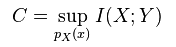 C = sup I(X; Y)
p_X(x)